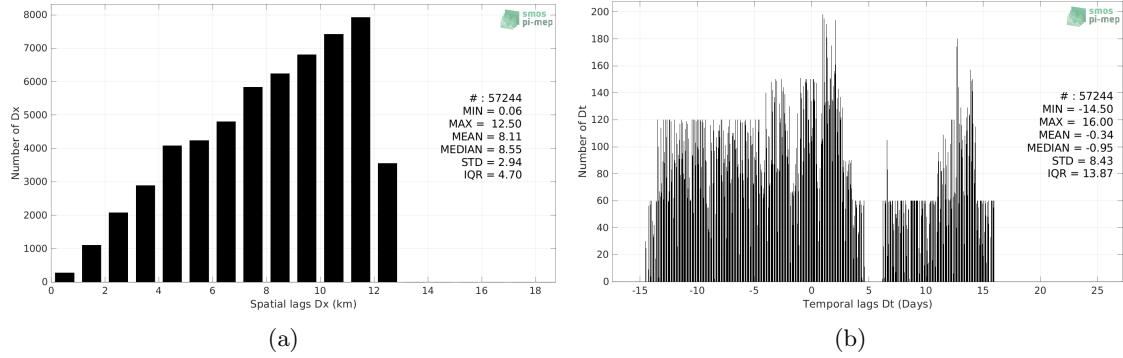 8000
7000
6000
5000
4000
3000
2000
1000
0
Number of Dx
0 2 4 6 8 10 12 14 16 18
Spatial lags Dx (km)
smos
pi-mep
# : 57244
MIN = 0.06
MAX = 12.50
MEAN = 8.11
MEDIAN = 8.55
STD = 2.94
IQR = 4.70
(a)
200
180
160
140
120
100
80
60
40
20
0
Number of Dt
-15 -10 -5 0 5 10 15 20 25
Temporal lags Dt (Days)
smos
pi-mep
# : 57244
MIN = -14.50
MAX = 16.00
MEAN = -0.34
MEDIAN = -0.95
STD = 8.43
IQR = 13.87
(b)